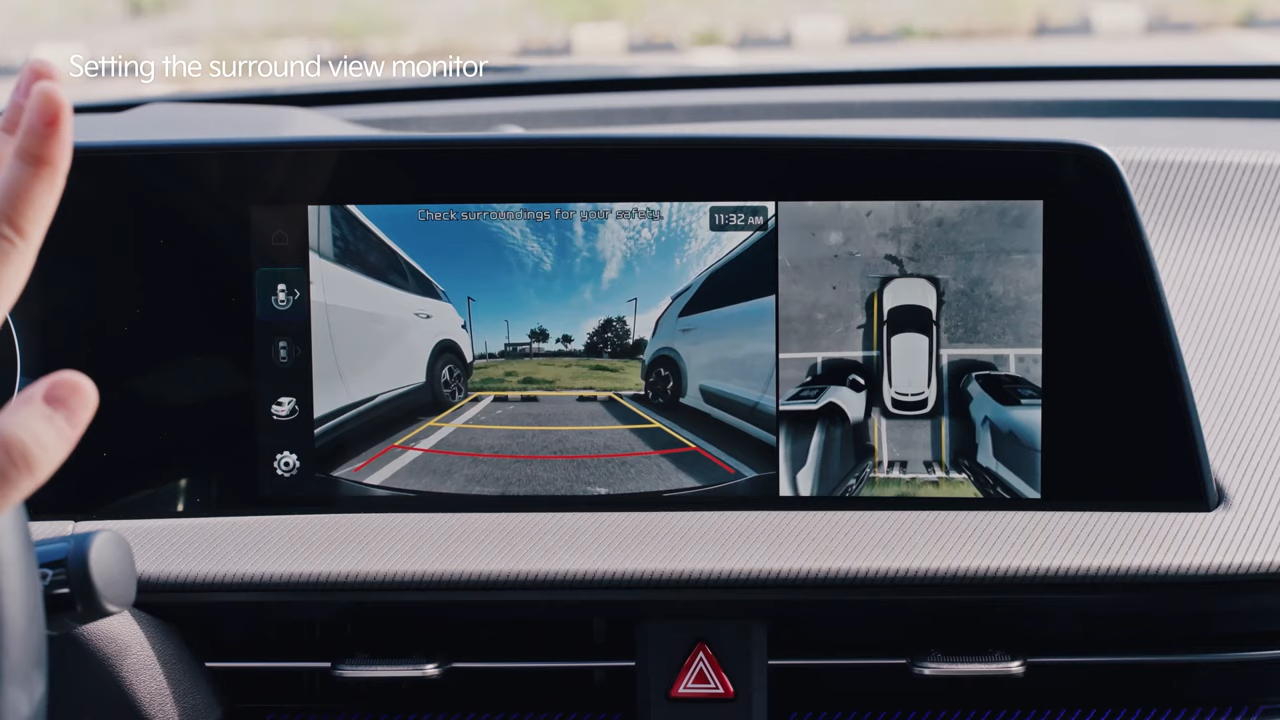 Setting the surround view monitor
Check surroundings for your safety.
11:32 AM